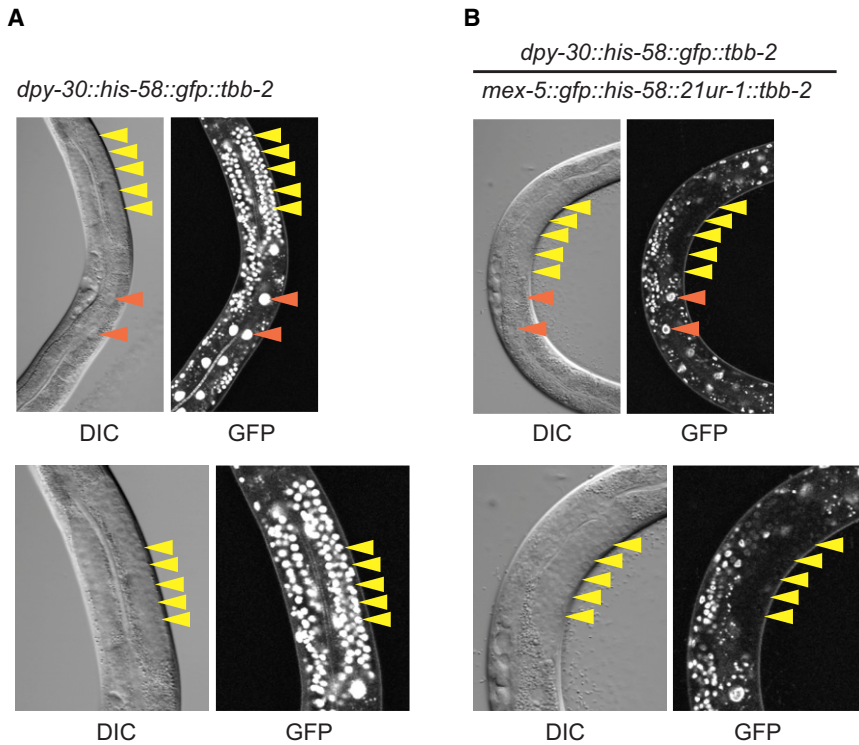 A
dpy-30::his-58::gfp::tbb-2
DIC
GFP
DIC
GFP
B
dpy-30::his-58::gfp::tbb-2
mex-5::gfp::his-58::21ur-1::tbb-2
DIC
GFP
DIC
GFP